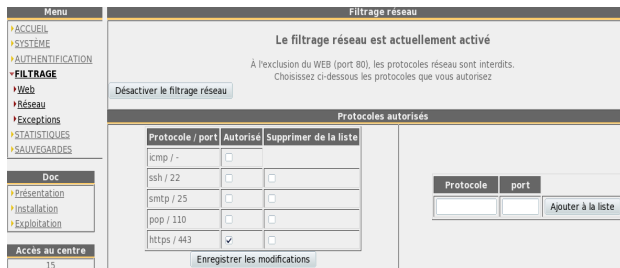 Menu
ACCUEIL
SYSTÈME
AUTHENTIFICATION
FILTRAGE
Web
Réseau
Exceptions
STATISTIQUES
SAUVEGARDES
Doc
Présentation
Installation
Exploitation
Accès au centre
15
Filtrage réseau
Le filtrage réseau est actuellement activé
À l'exclusion du WEB (port 80), les protocoles réseau sont interdits.
Choisissez ci-dessous les protocoles que vous autorisez
Désactiver le filtrage réseau
Protocoles autorisés
Protocole / port Autorisé Supprimer de la liste
icmp / -
ssh / 22
smtp / 25
pop / 110
https / 443
Enregistrer les modifications
Protocole port
Ajouter à la liste